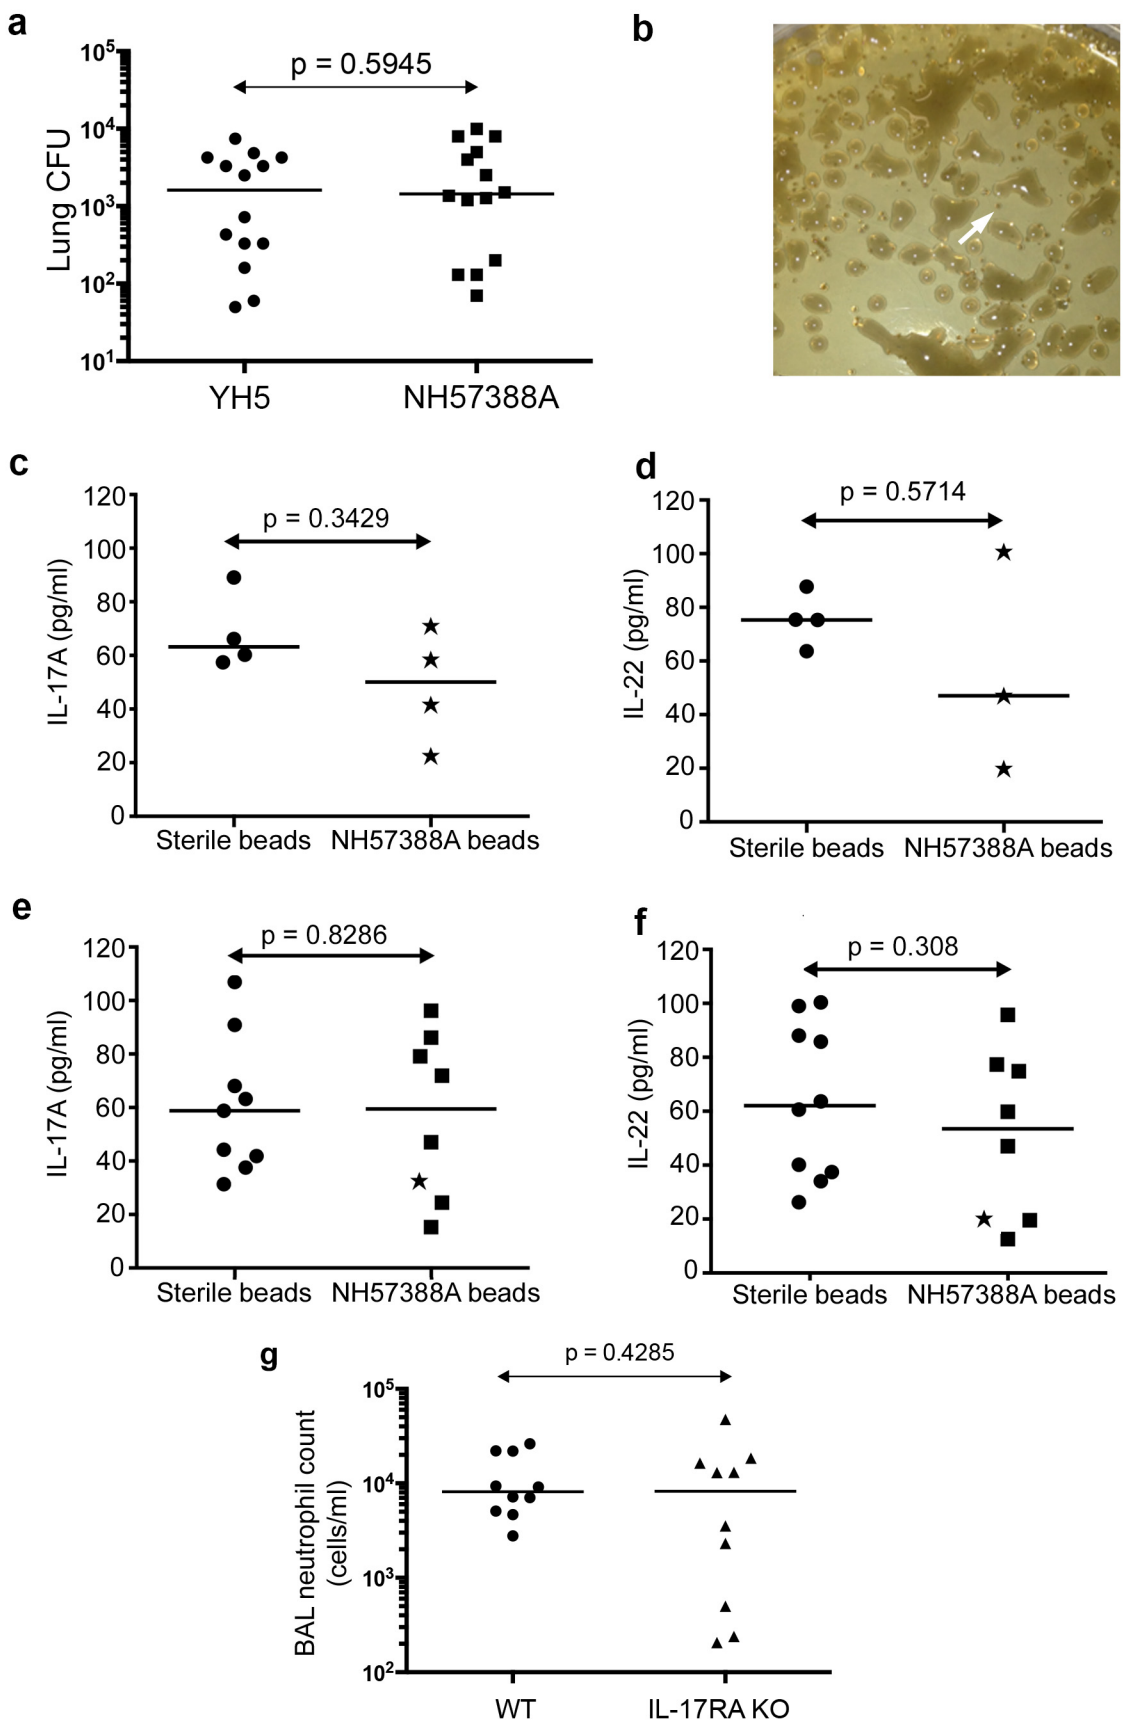 a
p = 0.5945
10^5
10^4
10^3
10^2
10^1
Lung CFU
YH5
NH57388A
b
c
p = 0.3429
120
100
80
60
40
20
0
IL-17A (pg/ml)
Sterile beads
NH57388A beads
d
p = 0.5714
120
100
80
60
40
20
0
IL-22 (pg/ml)
Sterile beads
NH57388A beads
e
p = 0.8286
120
100
80
60
40
20
0
IL-17A (pg/ml)
Sterile beads
NH57388A beads
f
p = 0.308
120
100
80
60
40
20
0
IL-22 (pg/ml)
Sterile beads
NH57388A beads
g
p = 0.4285
10^5
10^4
10^3
10^2
BAL neutrophil count
(cells/ml)
WT
IL-17RA KO